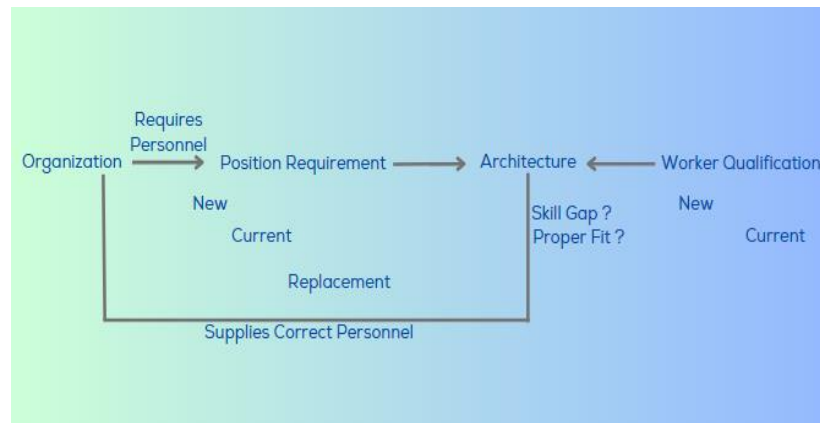 Requires
Personnel
Organization
Position Requirement
Architecture
Worker Qualification
New
Current
Replacement
Skill Gap ?
Proper Fit ?
New
Current
Supplies Correct Personnel